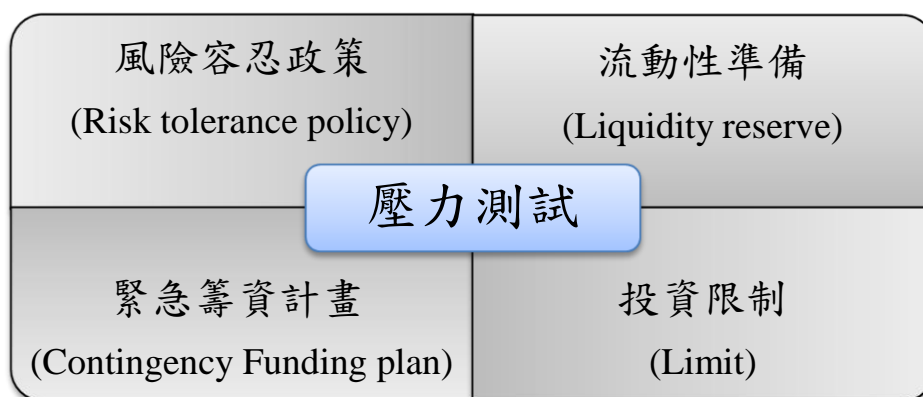 風險容忍政策
(Risk tolerance policy)
流動性準備
(Liquidity reserve)
壓力測試
緊急籌資計畫
(Contingency Funding plan)
投資限制
(Limit)